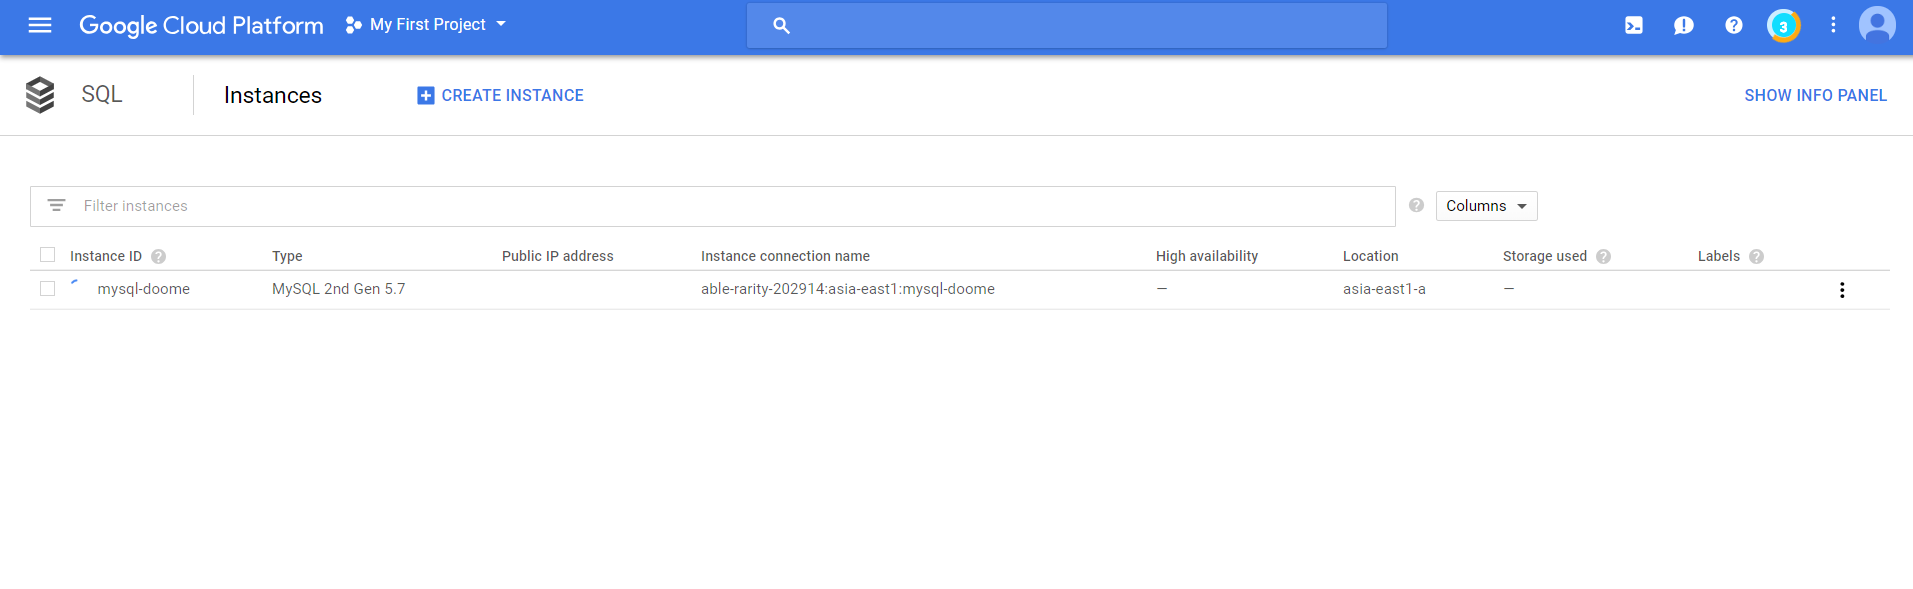 Google Cloud Platform My First Project 3
SQL Instances CREATE INSTANCE SHOW INFO PANEL
Filter instances Columns
Instance ID Type Public IP address Instance connection name High availability Location Storage used Labels
mysql-doome MySQL 2nd Gen 5.7 able-rarity-202914:asia-east1:mysql-doome — asia-east1-a —